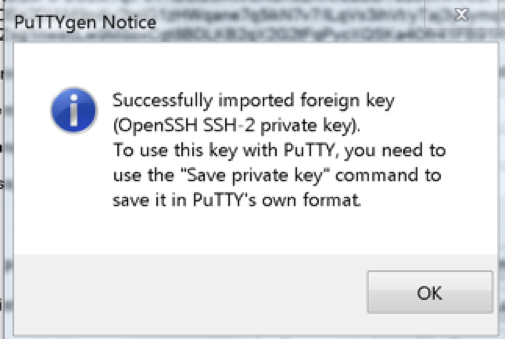 PuTTYgen Notice
Successfully imported foreign key
(OpenSSH SSH-2 private key).
To use this key with PuTTY, you need to
use the "Save private key" command to
save it in PuTTY's own format.
OK